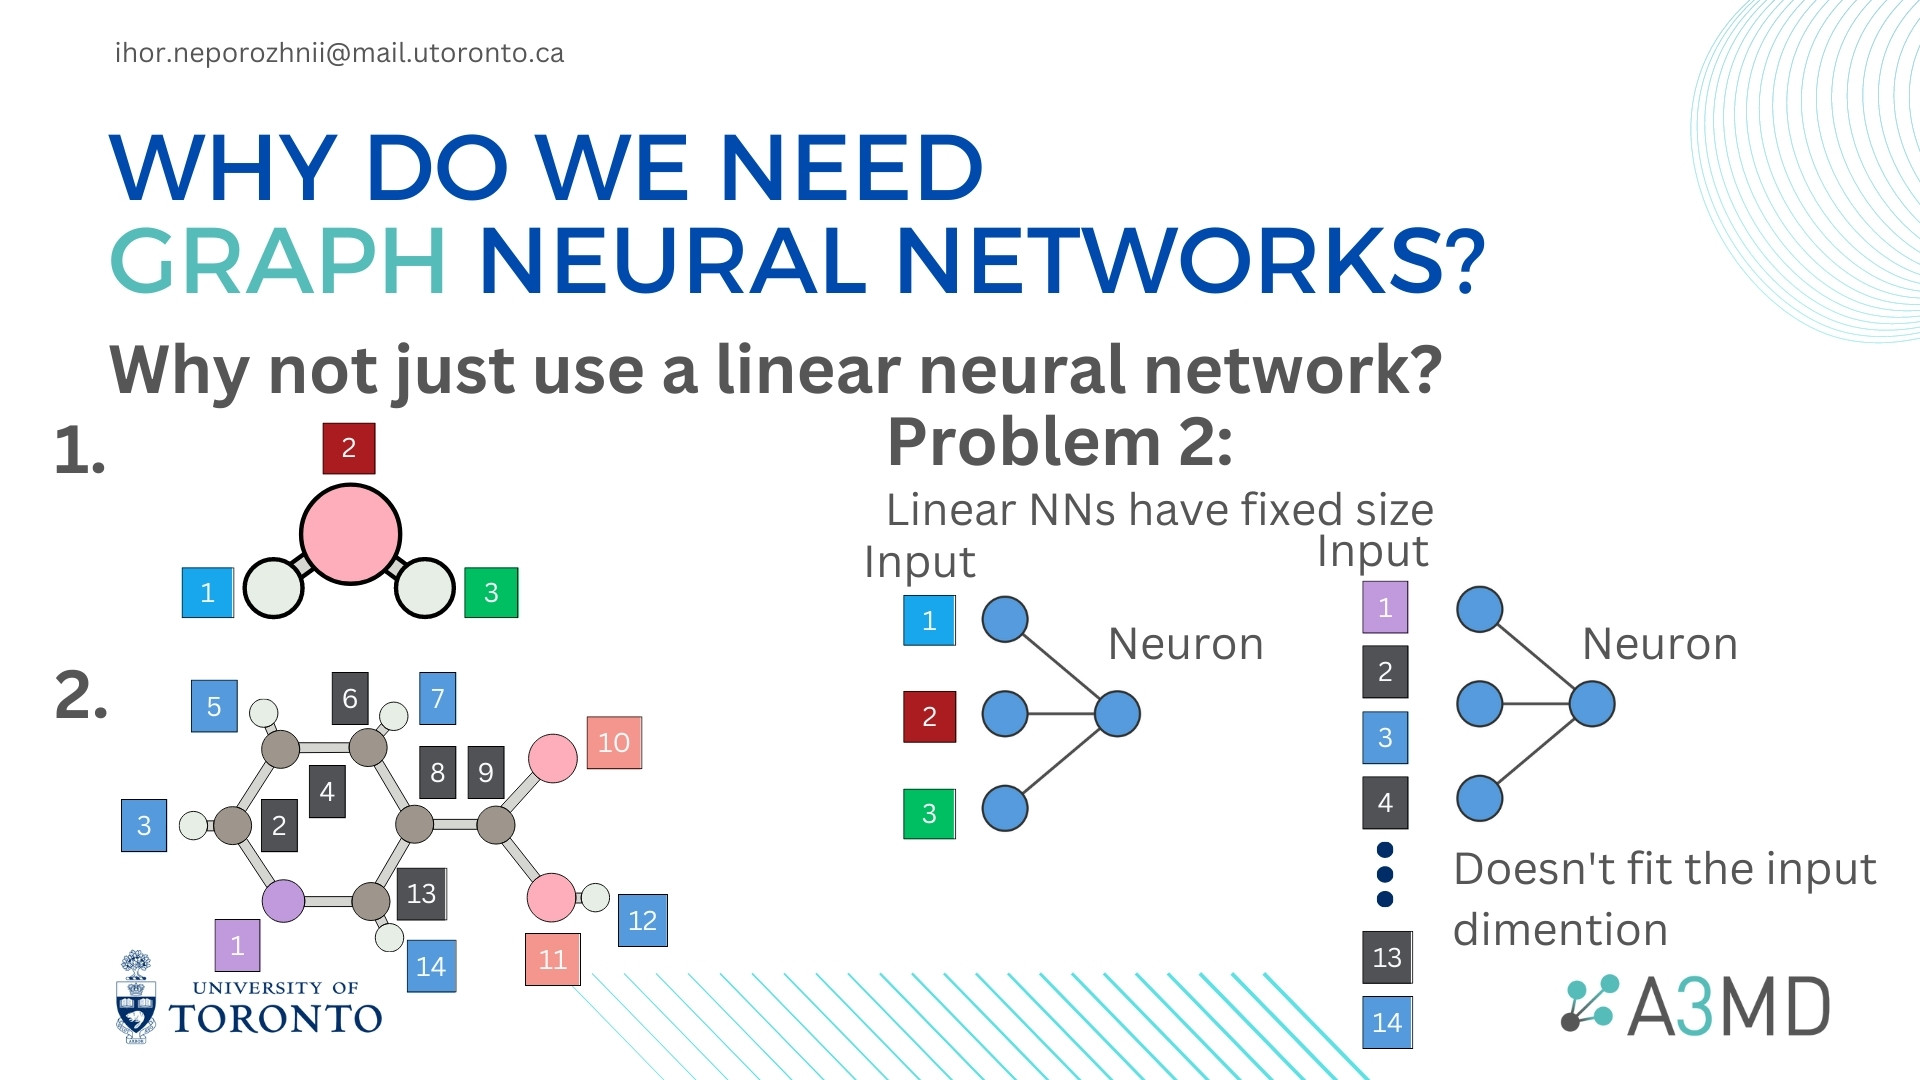 ihor.neporozhnii@mail.utoronto.ca
WHY DO WE NEED
GRAPH NEURAL NETWORKS?
Why not just use a linear neural network?
1.
2
1
3
2.
5
6
7
10
8
9
4
3
2
13
12
1
14
11
Problem 2:
Linear NNs have fixed size
Input
1
2
3
Neuron
Input
1
2
3
4
13
14
Neuron
Doesn't fit the input
dimention
UNIVERSITY OF
TORONTO
A3MD